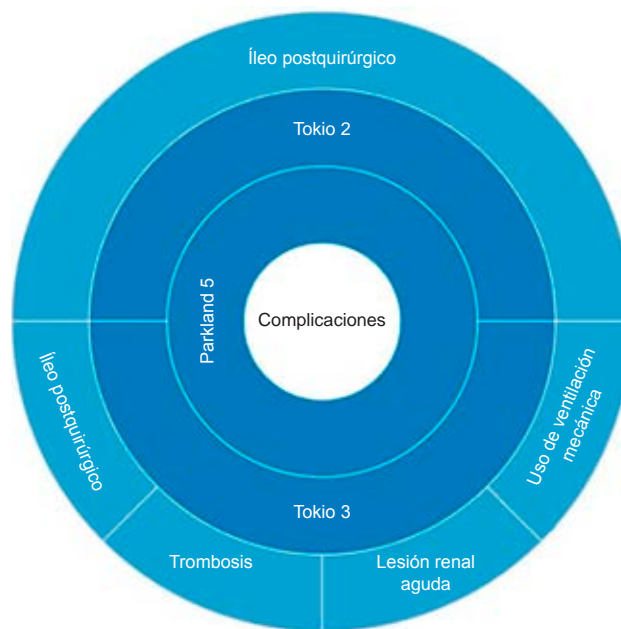 Íleo postquirúrgico
Tokio 2
Parkland 5
Complicaciones
Íleo postquirúrgico
Uso de ventilación
mecánica
Tokio 3
Trombosis
Lesión renal
aguda